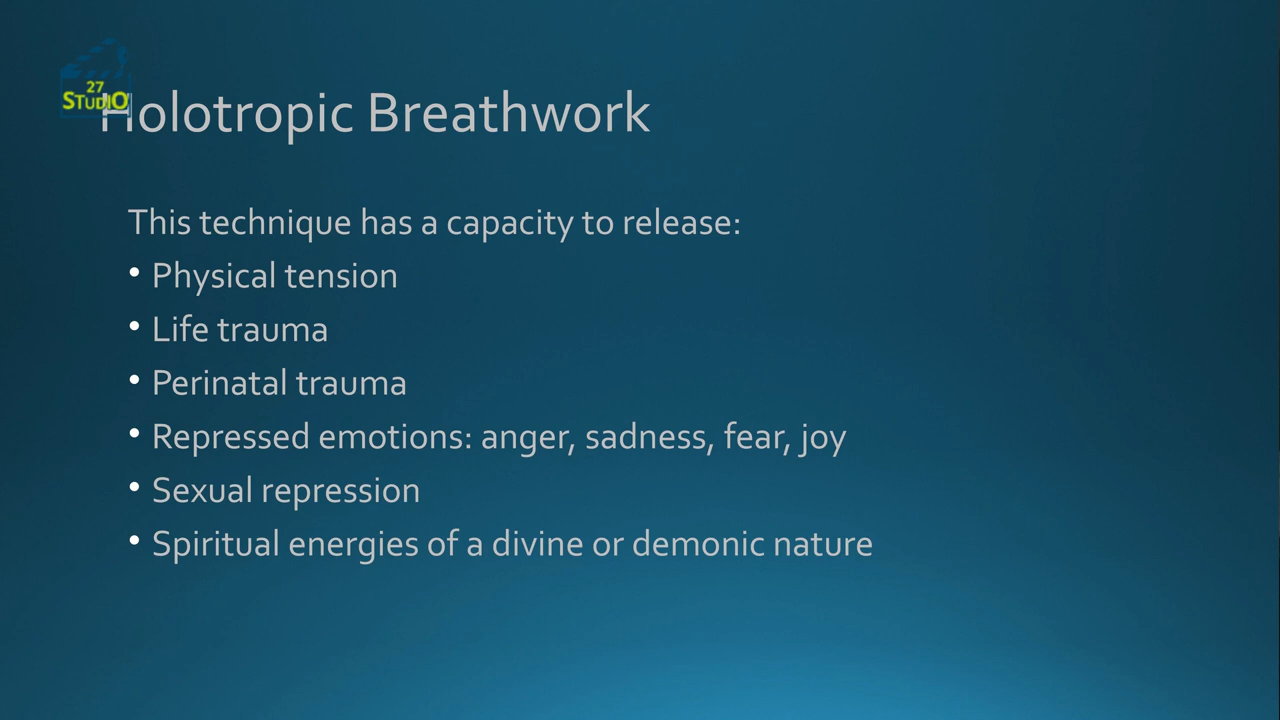 27
STUDIO
Holotropic Breathwork
This technique has a capacity to release:
• Physical tension
• Life trauma
• Perinatal trauma
• Repressed emotions: anger, sadness, fear, joy
• Sexual repression
• Spiritual energies of a divine or demonic nature